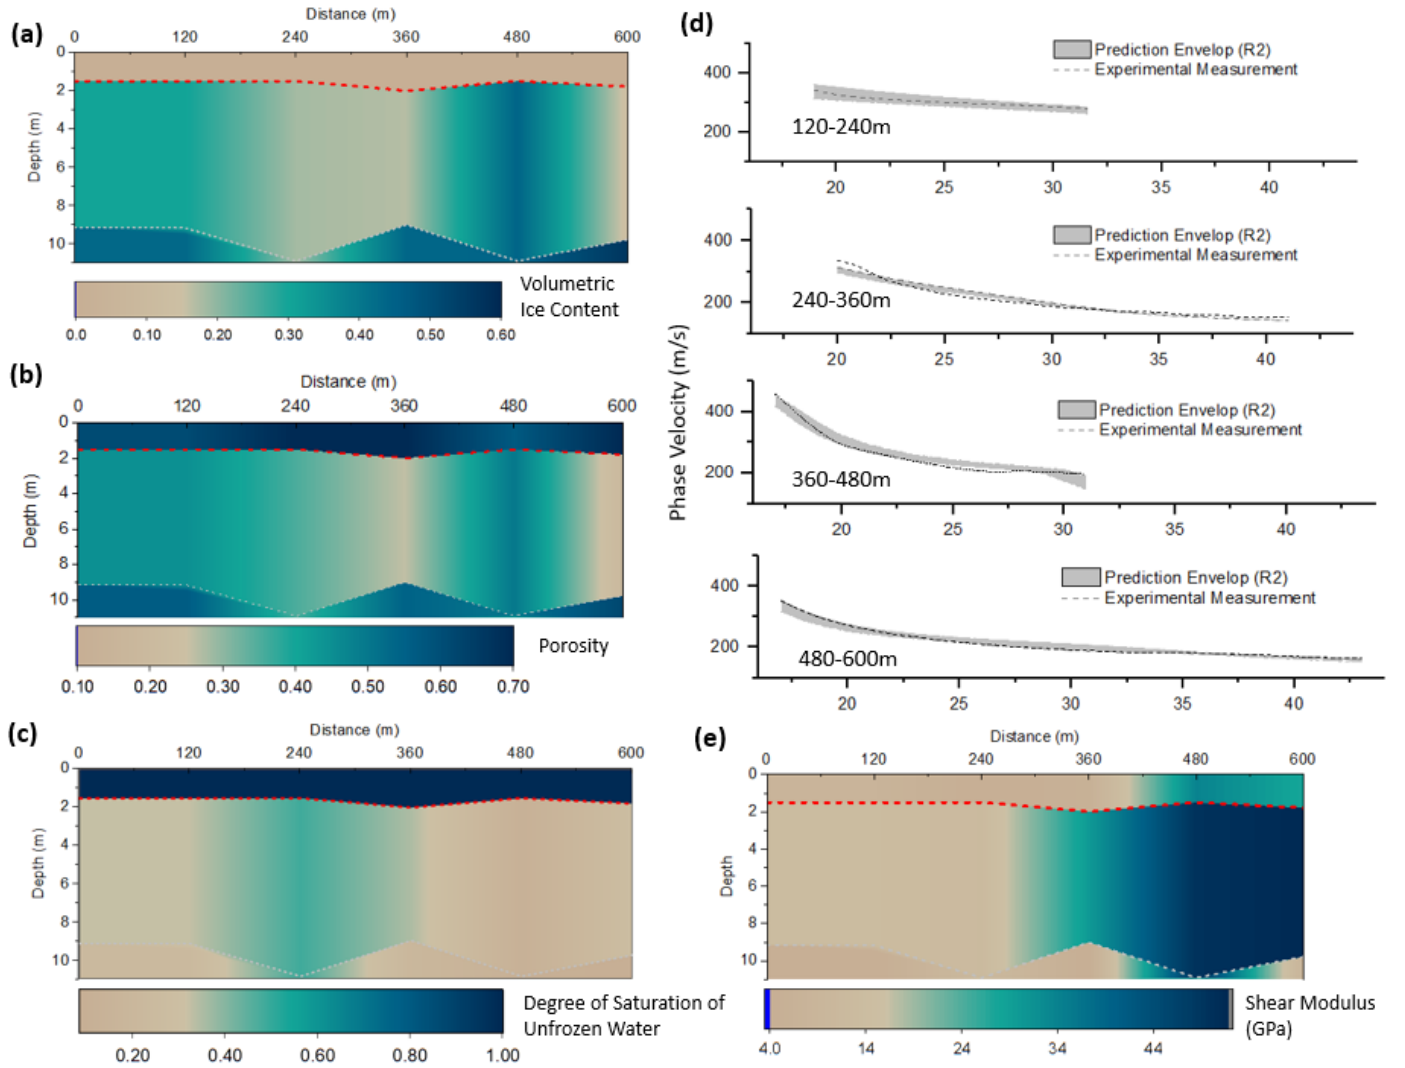 (a)
Distance (m)
0 120 240 360 480 600
Depth (m)
0
2
4
6
8
10
Volumetric
Ice Content
0.0 0.10 0.20 0.30 0.40 0.50 0.60
(b)
Distance (m)
0 120 240 360 480 600
Depth (m)
0
2
4
6
8
10
Porosity
0.10 0.20 0.30 0.40 0.50 0.60 0.70
(c)
Distance (m)
0 120 240 360 480 600
Depth (m)
0
2
4
6
8
10
Degree of Saturation of
Unfrozen Water
0.20 0.40 0.60 0.80 1.00
(d)
Phase Velocity (m/s)
400
200
Prediction Envelop (R2)
Experimental Measurement
120-240m
20 25 30 35 40
400
200
Prediction Envelop (R2)
Experimental Measurement
240-360m
20 25 30 35 40
400
200
Prediction Envelop (R2)
Experimental Measurement
360-480m
20 25 30 35 40
400
200
Prediction Envelop (R2)
Experimental Measurement
480-600m
20 25 30 35 40
(e)
Distance (m)
0 120 240 360 480 600
Depth
0
2
4
6
8
10
Shear Modulus
(GPa)
4.0 14 24 34 44